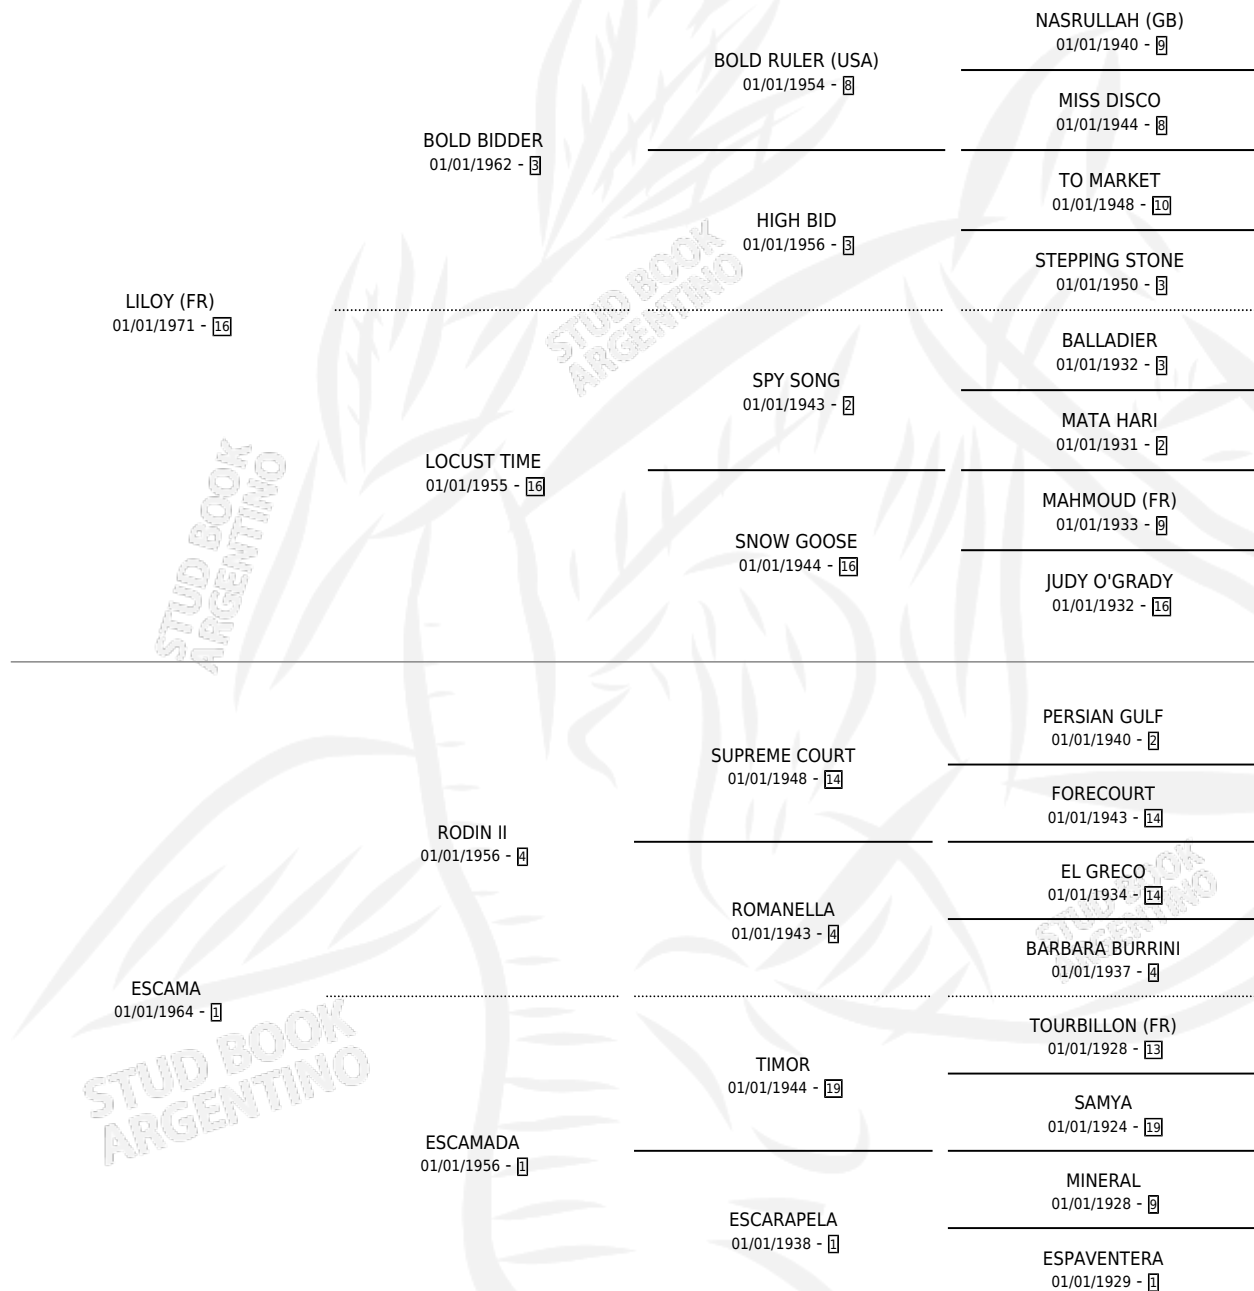 NASRULLAH (GB)
01/01/1940 - 9
BOLD RULER (USA)
01/01/1954 - 8
MISS DISCO
01/01/1944 - 8
BOLD BIDDER
01/01/1962 - 3
TO MARKET
01/01/1948 - 10
HIGH BID
01/01/1956 - 3
STEPPING STONE
01/01/1950 - 3
LILOY (FR)
01/01/1971 - 16
STUD BOOK
ARGENTINO
BALLADIER
01/01/1932 - 3
SPY SONG
01/01/1943 - 2
MATA HARI
01/01/1931 - 2
LOCUST TIME
01/01/1955 - 16
MAHMOUD (FR)
01/01/1933 - 9
SNOW GOOSE
01/01/1944 - 16
JUDY O'GRADY
01/01/1932 - 16
STUD BOOK
ARGENTINO
PERSIAN GULF
01/01/1940 - 2
SUPREME COURT
01/01/1948 - 14
FORECOURT
01/01/1943 - 14
RODIN II
01/01/1956 - 4
EL GRECO
01/01/1934 - 14
ROMANELLA
01/01/1943 - 4
BARBARA BURRINI
01/01/1937 - 4
STUD BOOK
ARGENTINO
ESCAMA
01/01/1964 - 1
TOURBILLON (FR)
01/01/1928 - 13
TIMOR
01/01/1944 - 19
SAMYA
01/01/1924 - 19
STUD BOOK
ARGENTINO
ESCAMADA
01/01/1956 - 1
MINERAL
01/01/1928 - 9
ESCARAPELA
01/01/1938 - 1
ESPAVENTERA
01/01/1929 - 1